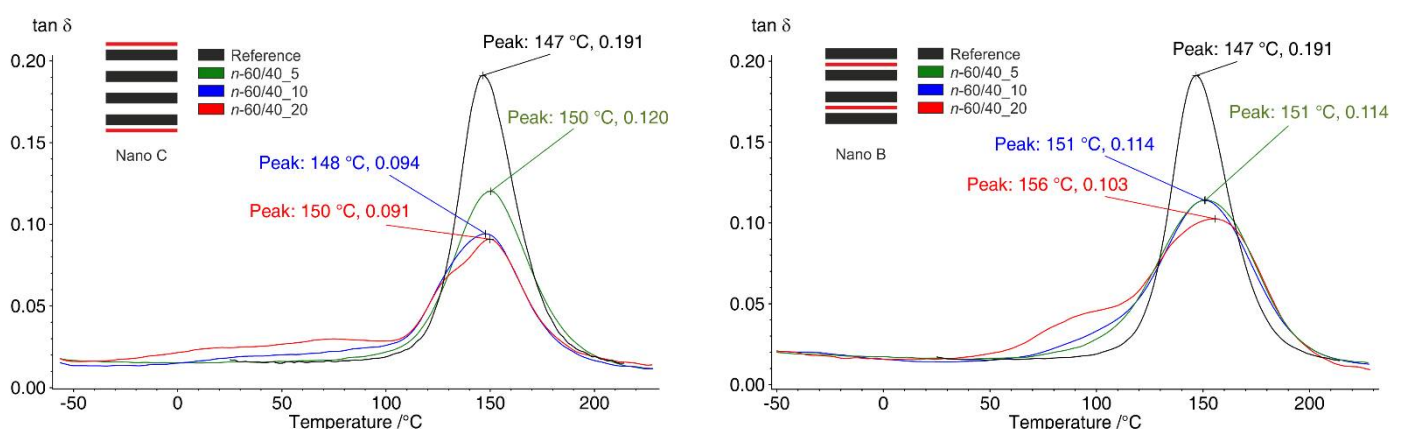 tan δ
0.20
0.15
0.10
0.05
0.00
-50
0
50
100
150
200
Temperature /°C
Nano C
Reference
n-60/40_5
n-60/40_10
n-60/40_20
Peak: 147 °C, 0.191
Peak: 150 °C, 0.120
Peak: 148 °C, 0.094
Peak: 150 °C, 0.091
tan δ
0.20
0.15
0.10
0.05
0.00
-50
0
50
100
150
200
Temperature /°C
Nano B
Reference
n-60/40_5
n-60/40_10
n-60/40_20
Peak: 147 °C, 0.191
Peak: 151 °C, 0.114
Peak: 151 °C, 0.114
Peak: 156 °C, 0.103